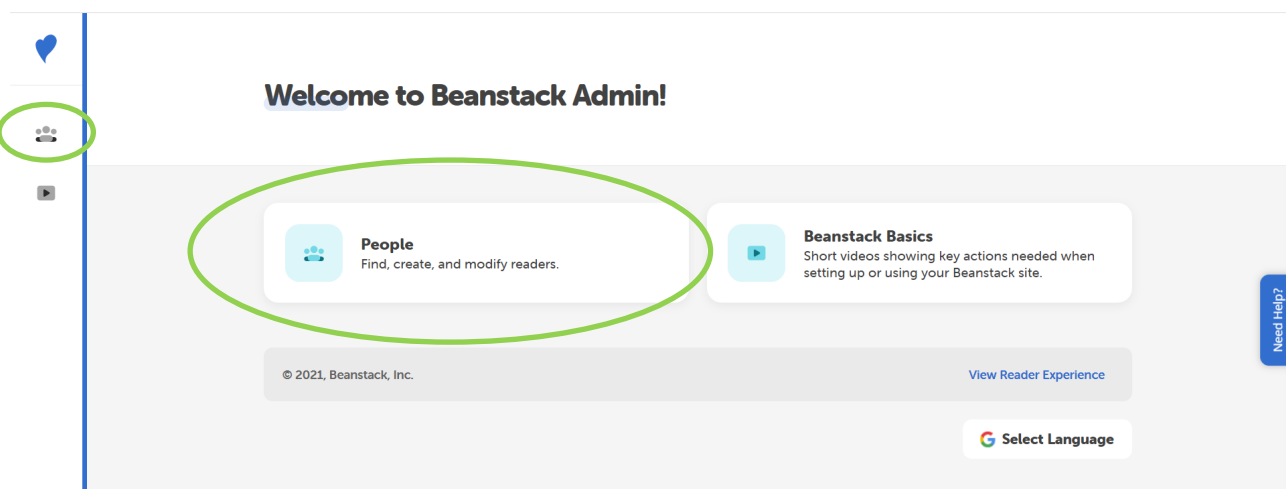 Welcome to Beanstack Admin!
People
Find, create, and modify readers.
Beanstack Basics
Short videos showing key actions needed when
setting up or using your Beanstack site.
Need Help?
© 2021, Beanstack, Inc.
View Reader Experience
Select Language